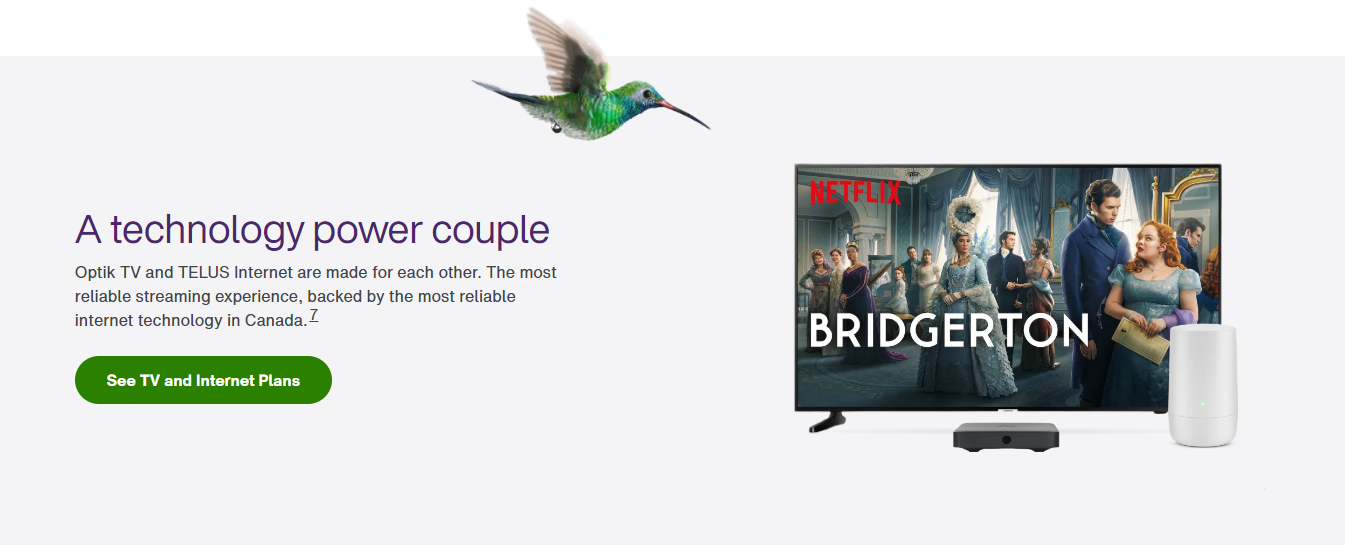 A technology power couple
Optik TV and TELUS Internet are made for each other. The most
reliable streaming experience, backed by the most reliable
internet technology in Canada.7
See TV and Internet Plans
NETFLIX
BRIDGERTON